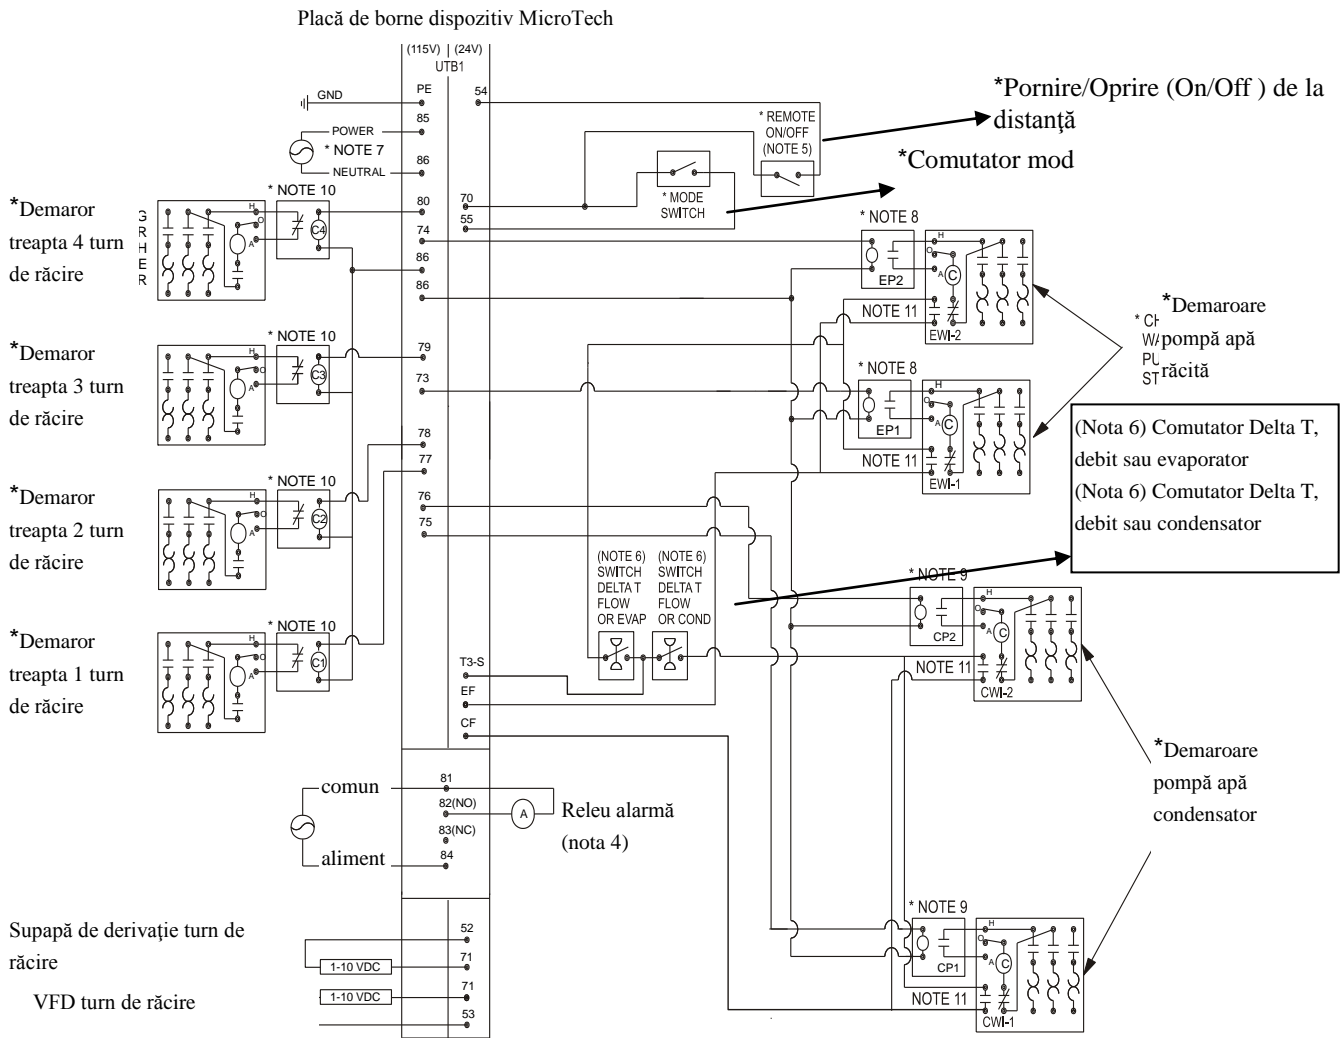 Placă de borne dispozitiv MicroTech
(115V) (24V)
UTB1
PE
54
GND
85
POWER
* NOTE 7
86
NEUTRAL
* REMOTE
ON/OFF
(NOTE 5)
*Pornire/Oprire (On/Off ) de la
distanţă
*Comutator mod
* MODE
SWITCH
70
55
80
74
86
86
*Demaror
treapta 4 turn
de răcire
S
R
H
E
R
H
O
A
* NOTE 10
C4
* NOTE 8
EP2
H
O
A
C
NOTE 11
EWI-2
*Demaroare
pompă apă
răcită
* CH
W
PU
ST
*Demaror
treapta 3 turn
de răcire
H
O
A
* NOTE 10
C3
79
73
* NOTE 8
EP1
H
O
A
C
NOTE 11
EWI-1
78
77
76
75
*Demaror
treapta 2 turn
de răcire
H
O
A
* NOTE 10
C2
(Nota 6) Comutator Delta T,
debit sau evaporator
(Nota 6) Comutator Delta T,
debit sau condensator
(NOTE 6)
SWITCH
DELTA T
FLOW
OR EVAP
(NOTE 6)
SWITCH
DELTA T
FLOW
OR COND
* NOTE 9
CP2
H
O
A
C
NOTE 11
CWI-2
*Demaror
treapta 1 turn
de răcire
H
O
A
* NOTE 10
C1
T3-S
EF
CF
*Demaroare
pompă apă
condensator
comun
81
82(NO)
A
Releu alarmă
(nota 4)
83(NC)
aliment
84
Supapă de derivaţie turn de
răcire
52
1-10 VDC
71
VFD turn de răcire
1-10 VDC
71
53
* NOTE 9
CP1
H
O
A
C
NOTE 11
CWI-1